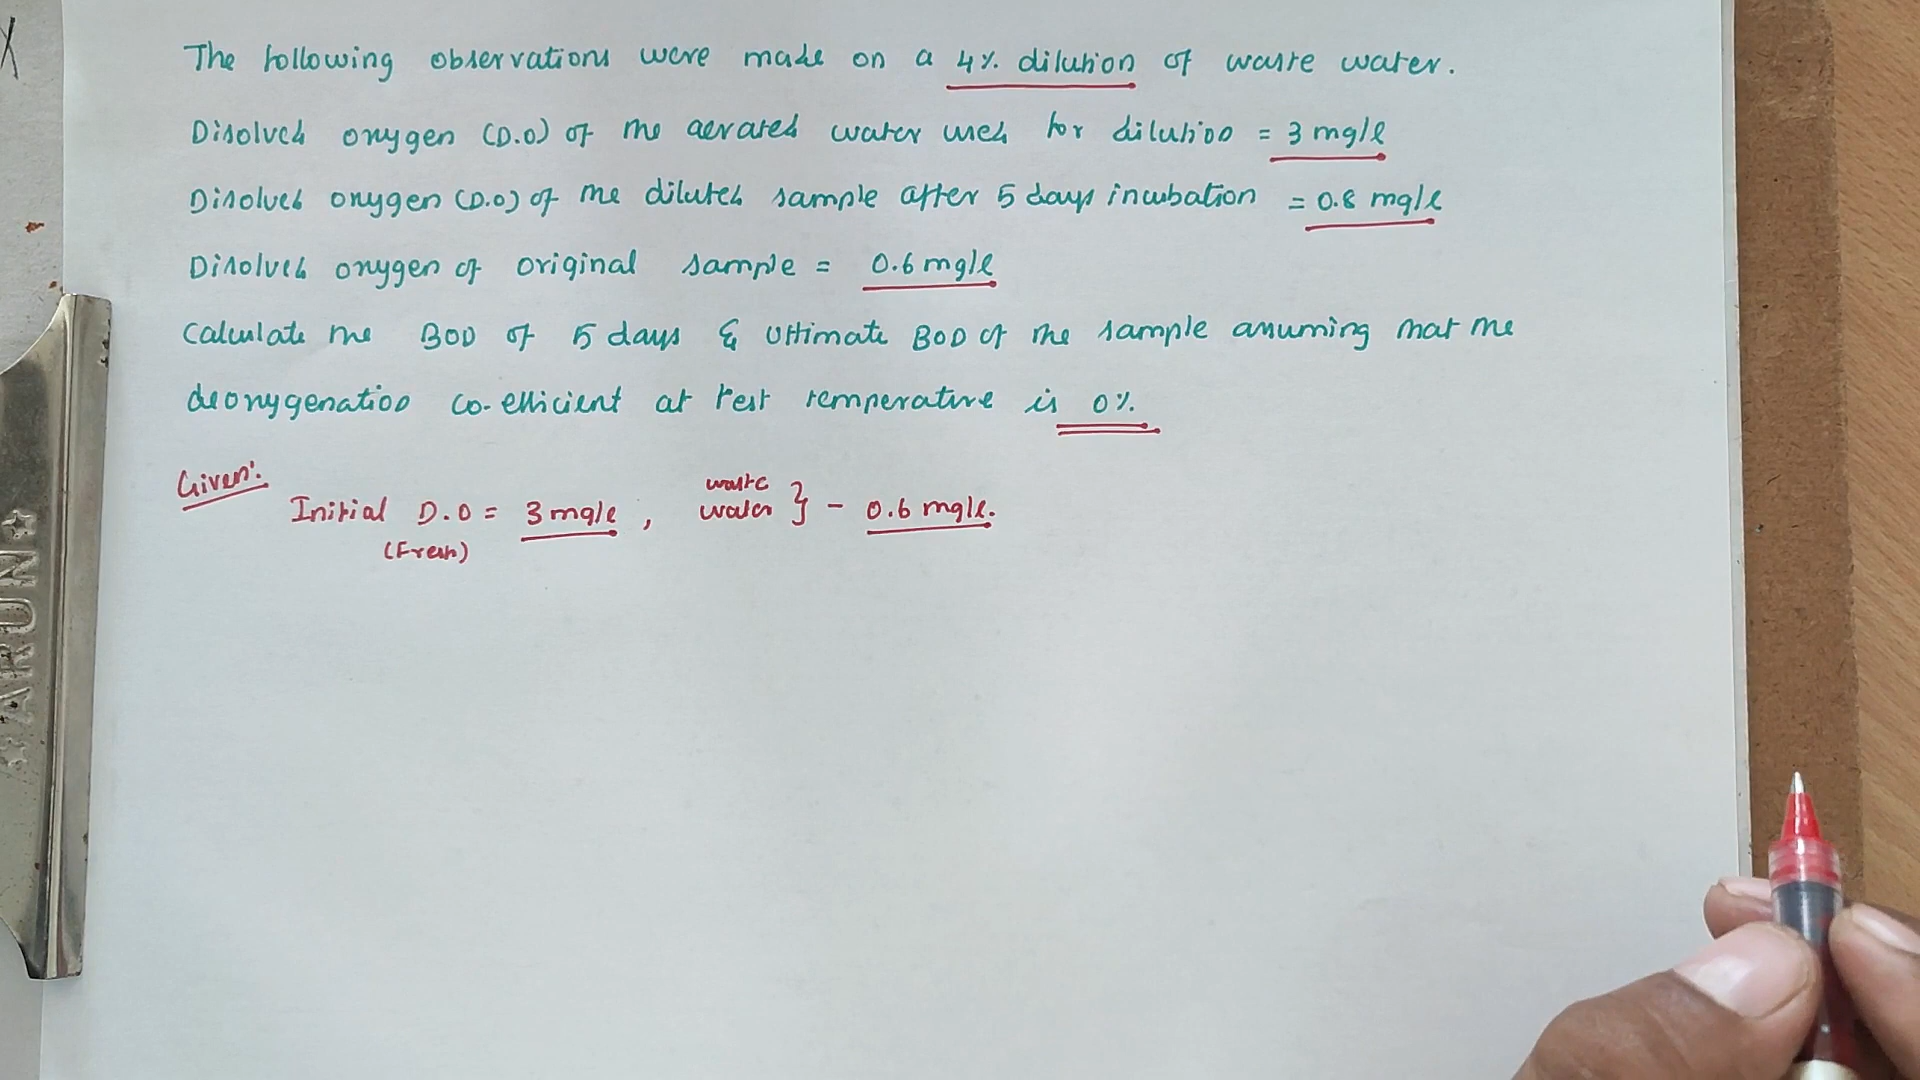 The following observations were made on a 4% dilution of waste water.
Disolved oxygen (D.O) of the aerated water used for dilution = 3 mg/l
Disolved oxygen (D.O) of the diluted sample after 5 days incubation = 0.8 mg/l
Disolved oxygen of original sample = 0.6 mg/l
Calculate the BOD of 5 days & Ultimate BOD of the sample assuming that the
deoxygenation co-efficient at test temperature is 0%.
Given:
Initial D.O = 3 mg/l , waste water } - 0.6 mg/l.
(Fresh)
ARUN